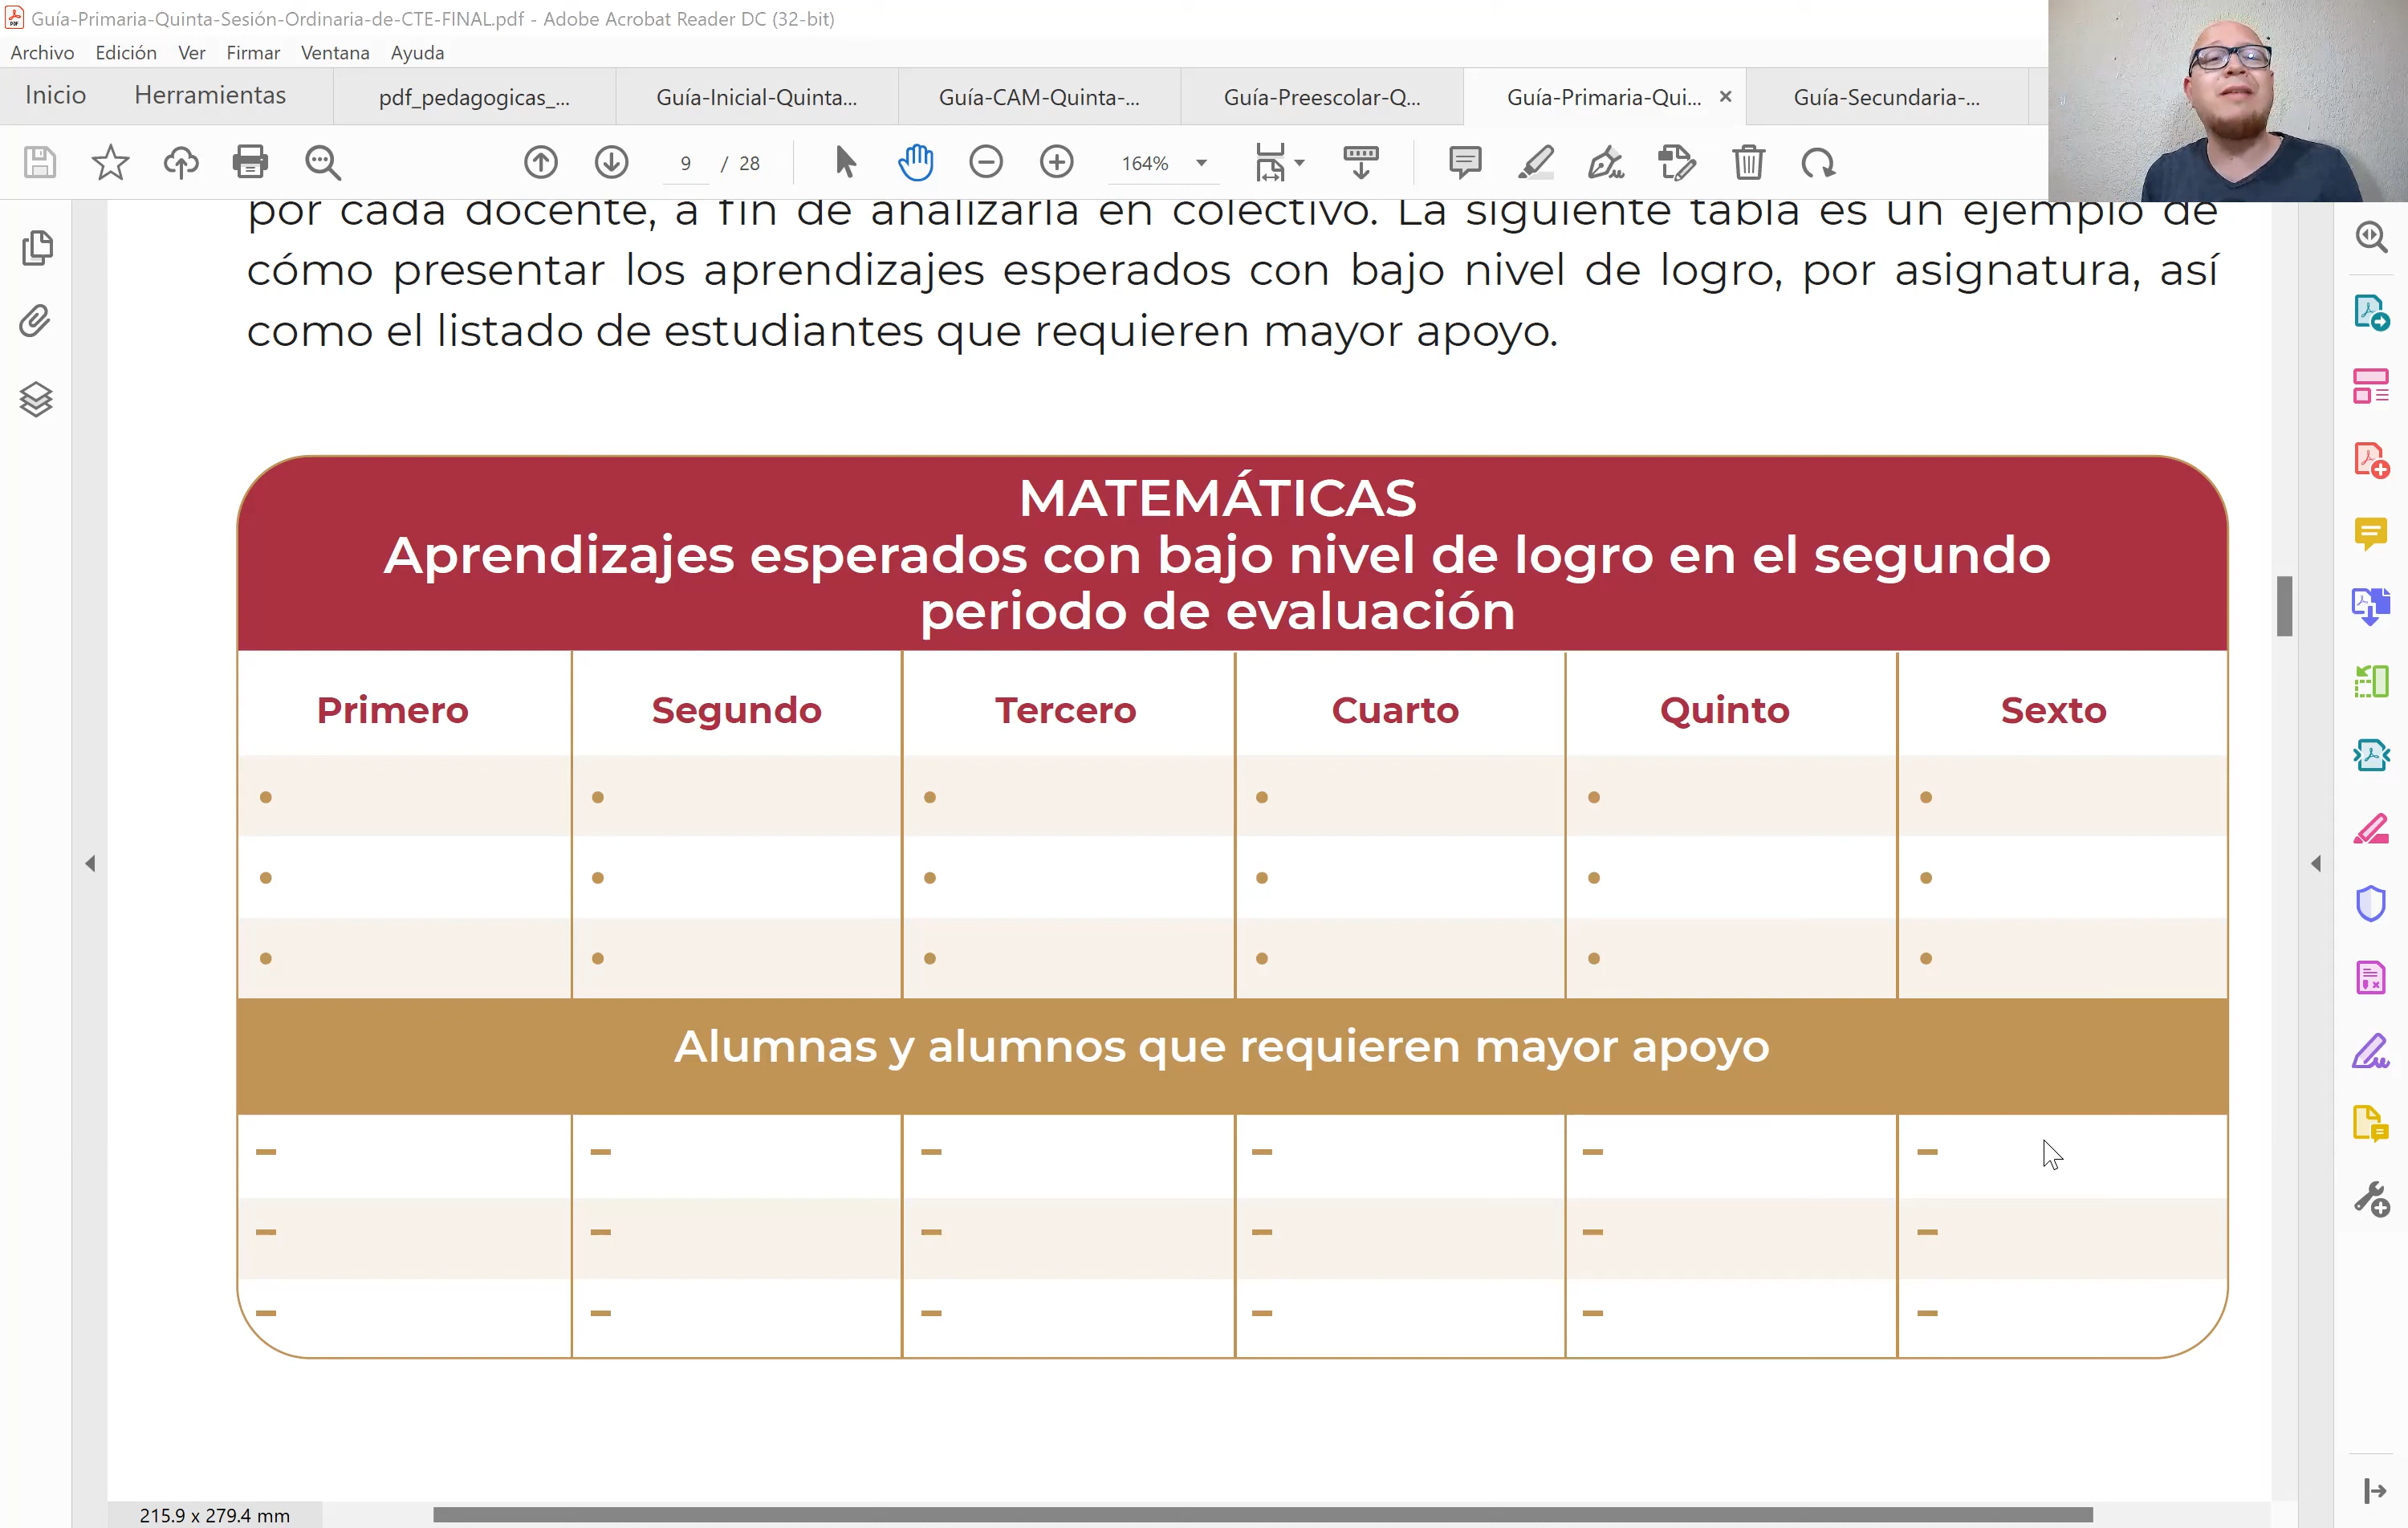 Guía-Primaria-Quinta-Sesión-Ordinaria-de-CTE-FINAL.pdf - Adobe Acrobat Reader DC (32-bit)
Archivo Edición Ver Firmar Ventana Ayuda
Inicio Herramientas pdf_pedagogicas_... Guía-Inicial-Quinta... Guía-CAM-Quinta-... Guía-Preescolar-Q... Guía-Primaria-Qui... Guía-Secundaria-...
9 / 28 164%
por cada docente, a fin de analizarla en colectivo. La siguiente tabla es un ejemplo de
cómo presentar los aprendizajes esperados con bajo nivel de logro, por asignatura, así
como el listado de estudiantes que requieren mayor apoyo.
MATEMÁTICAS
Aprendizajes esperados con bajo nivel de logro en el segundo
periodo de evaluación
Primero Segundo Tercero Cuarto Quinto Sexto
Alumnas y alumnos que requieren mayor apoyo
215.9 x 279.4 mm